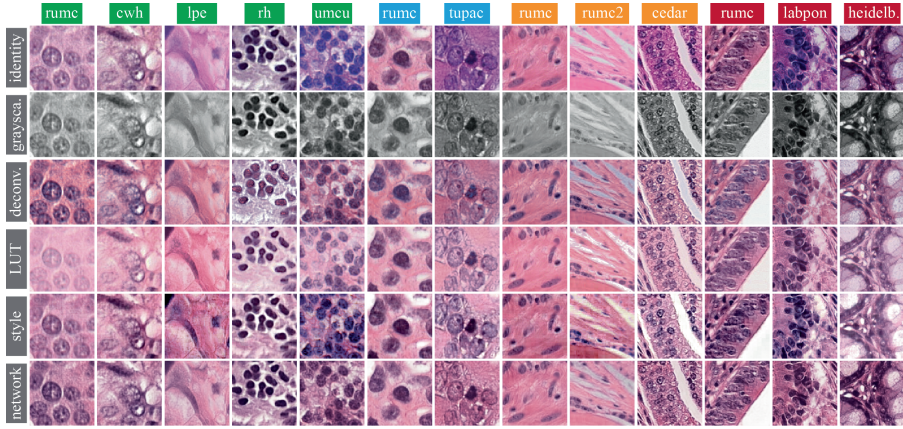 rumc cwh lpe rh umcu rumc tupac rumc rumc2 cedar rumc labpon heidelb.
identity
graysca.
deconv.
LUT
style
network